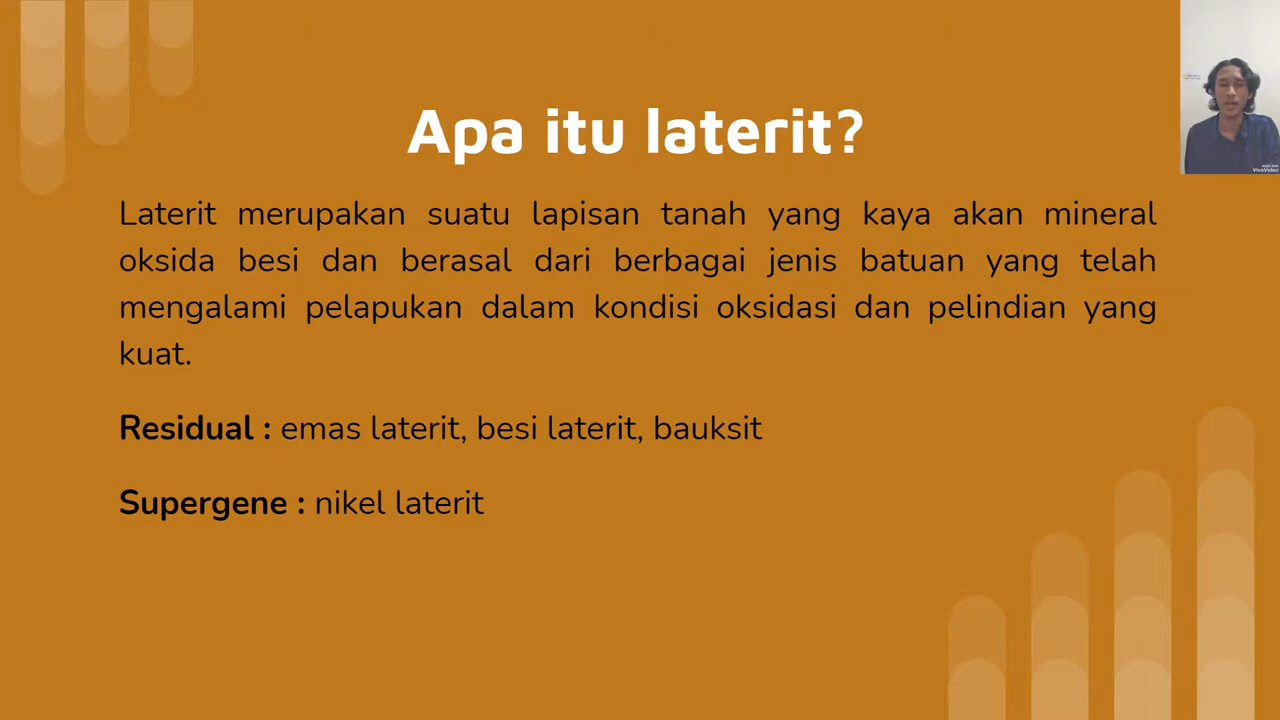 Apa itu laterit?
Laterit merupakan suatu lapisan tanah yang kaya akan mineral
oksida besi dan berasal dari berbagai jenis batuan yang telah
mengalami pelapukan dalam kondisi oksidasi dan pelindian yang
kuat.
Residual : emas laterit, besi laterit, bauksit
Supergene : nikel laterit
VivaVideo